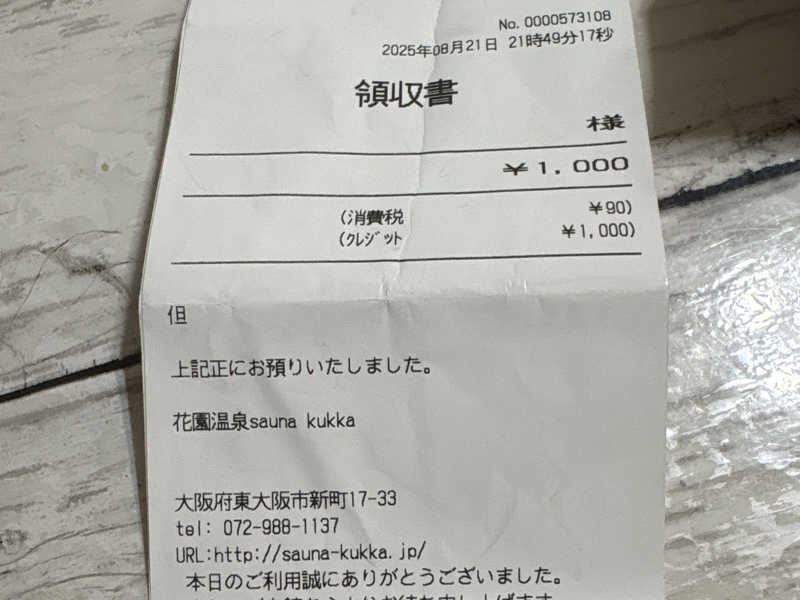 No. 0000573108
2025年08月21日 21時49分17秒
領収書
様
￥1,000
(消費税 ￥90)
(ｸﾚｼﾞｯﾄ ￥1,000)
但
上記正にお預りいたしました。
花園温泉sauna kukka
大阪府東大阪市新町17-33
tel: 072-988-1137
URL:http://sauna-kukka.jp/
本日のご利用誠にありがとうございました。